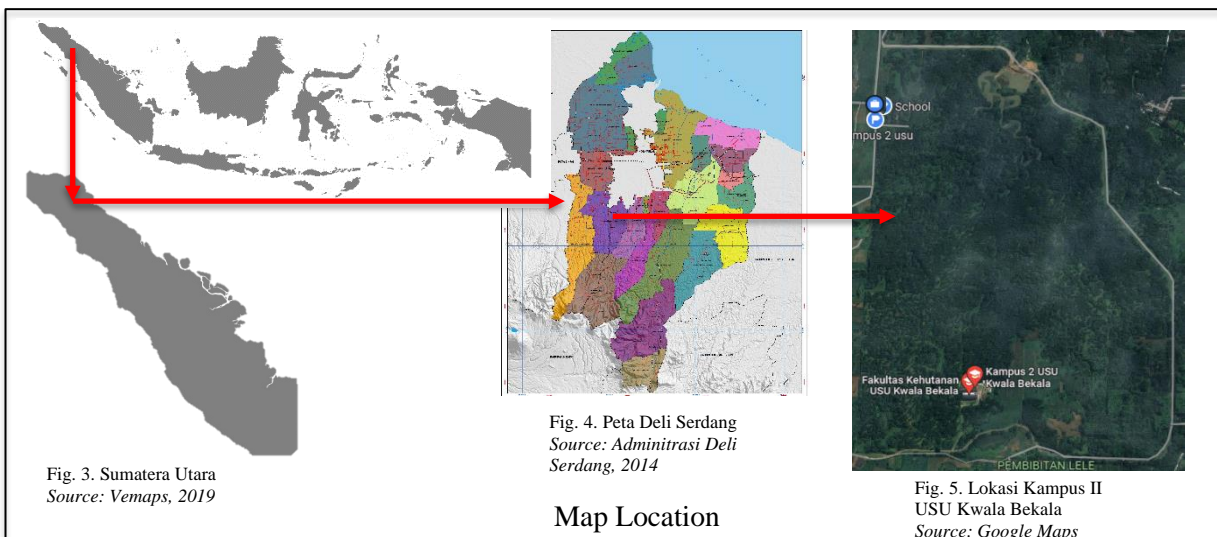 School
mpus 2 usu
Fakultas Kehutanan
USU Kwala Bekala
Kampus 2 USU
Kwala Bekala
PEMBIBITAN LELE
Fig. 3. Sumatera Utara
Source: Vemaps, 2019
Fig. 4. Peta Deli Serdang
Source: Adminitrasi Deli
Serdang, 2014
Fig. 5. Lokasi Kampus II
USU Kwala Bekala
Source: Google Maps
Map Location